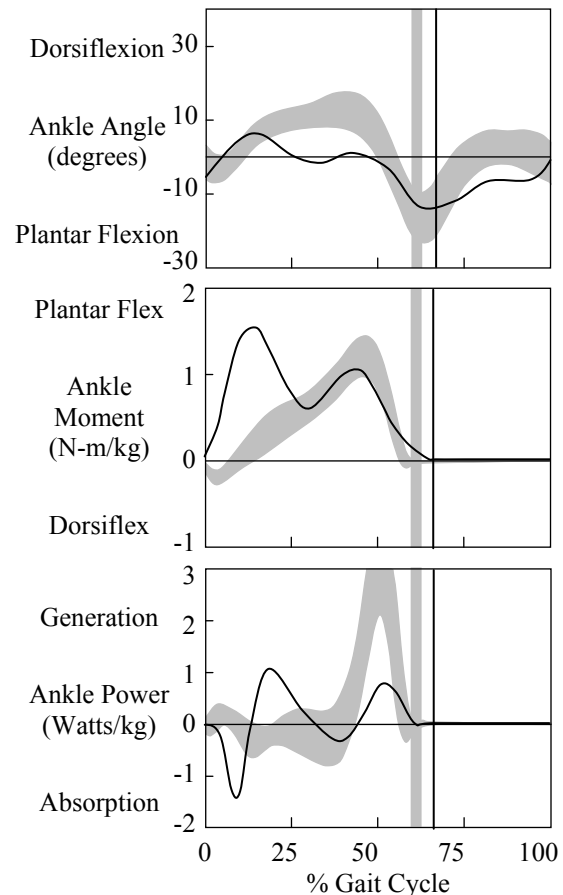 40
Dorsiflexion
10
Ankle Angle
(degrees)
-10
Plantar Flexion
-30
2
Plantar Flex
1
Ankle
Moment
(N-m/kg)
0
Dorsiflex
-1
3
Generation
2
1
Ankle Power
(Watts/kg)
0
-1
Absorption
-2
0 25 50 75 100
% Gait Cycle